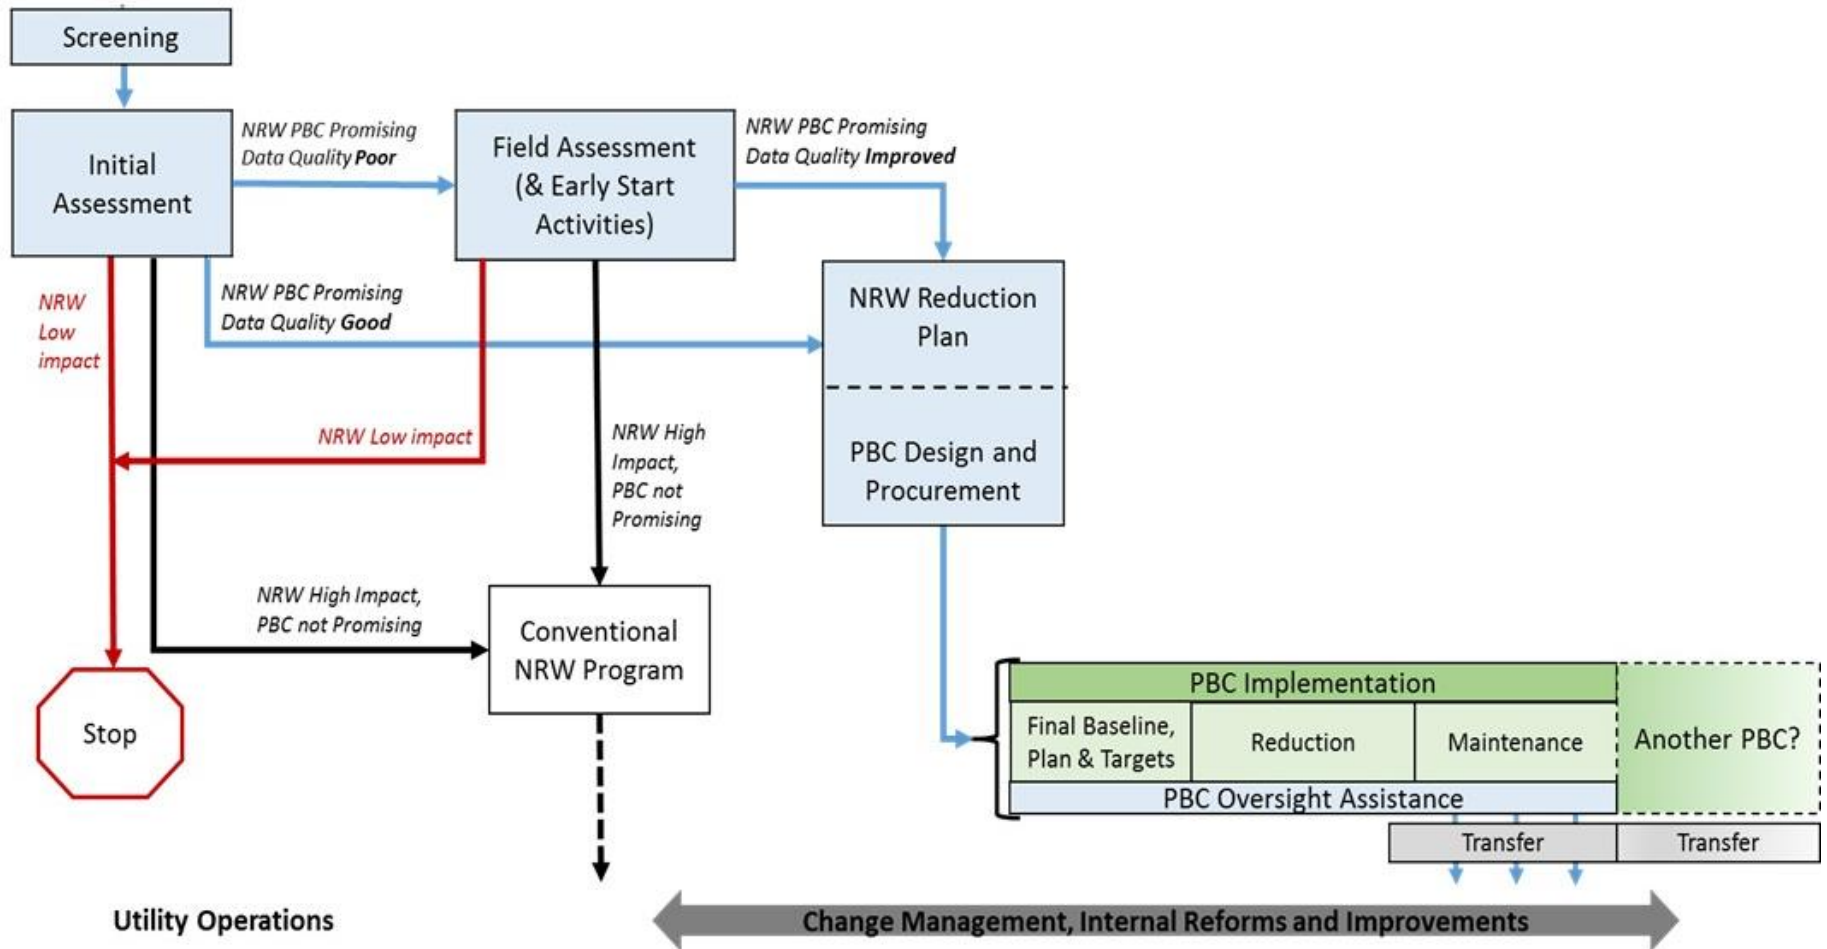 Screening
Initial
Assessment
NRW PBC Promising
Data Quality Poor
Field Assessment
(& Early Start
Activities)
NRW PBC Promising
Data Quality Improved
NRW
Low
impact
NRW PBC Promising
Data Quality Good
NRW Reduction
Plan
PBC Design and
Procurement
NRW Low impact
NRW High
Impact,
PBC not
Promising
NRW High Impact,
PBC not Promising
Conventional
NRW Program
Stop
PBC Implementation
Final Baseline,
Plan & Targets
Reduction
Maintenance
Another PBC?
PBC Oversight Assistance
Transfer
Transfer
Utility Operations
Change Management, Internal Reforms and Improvements